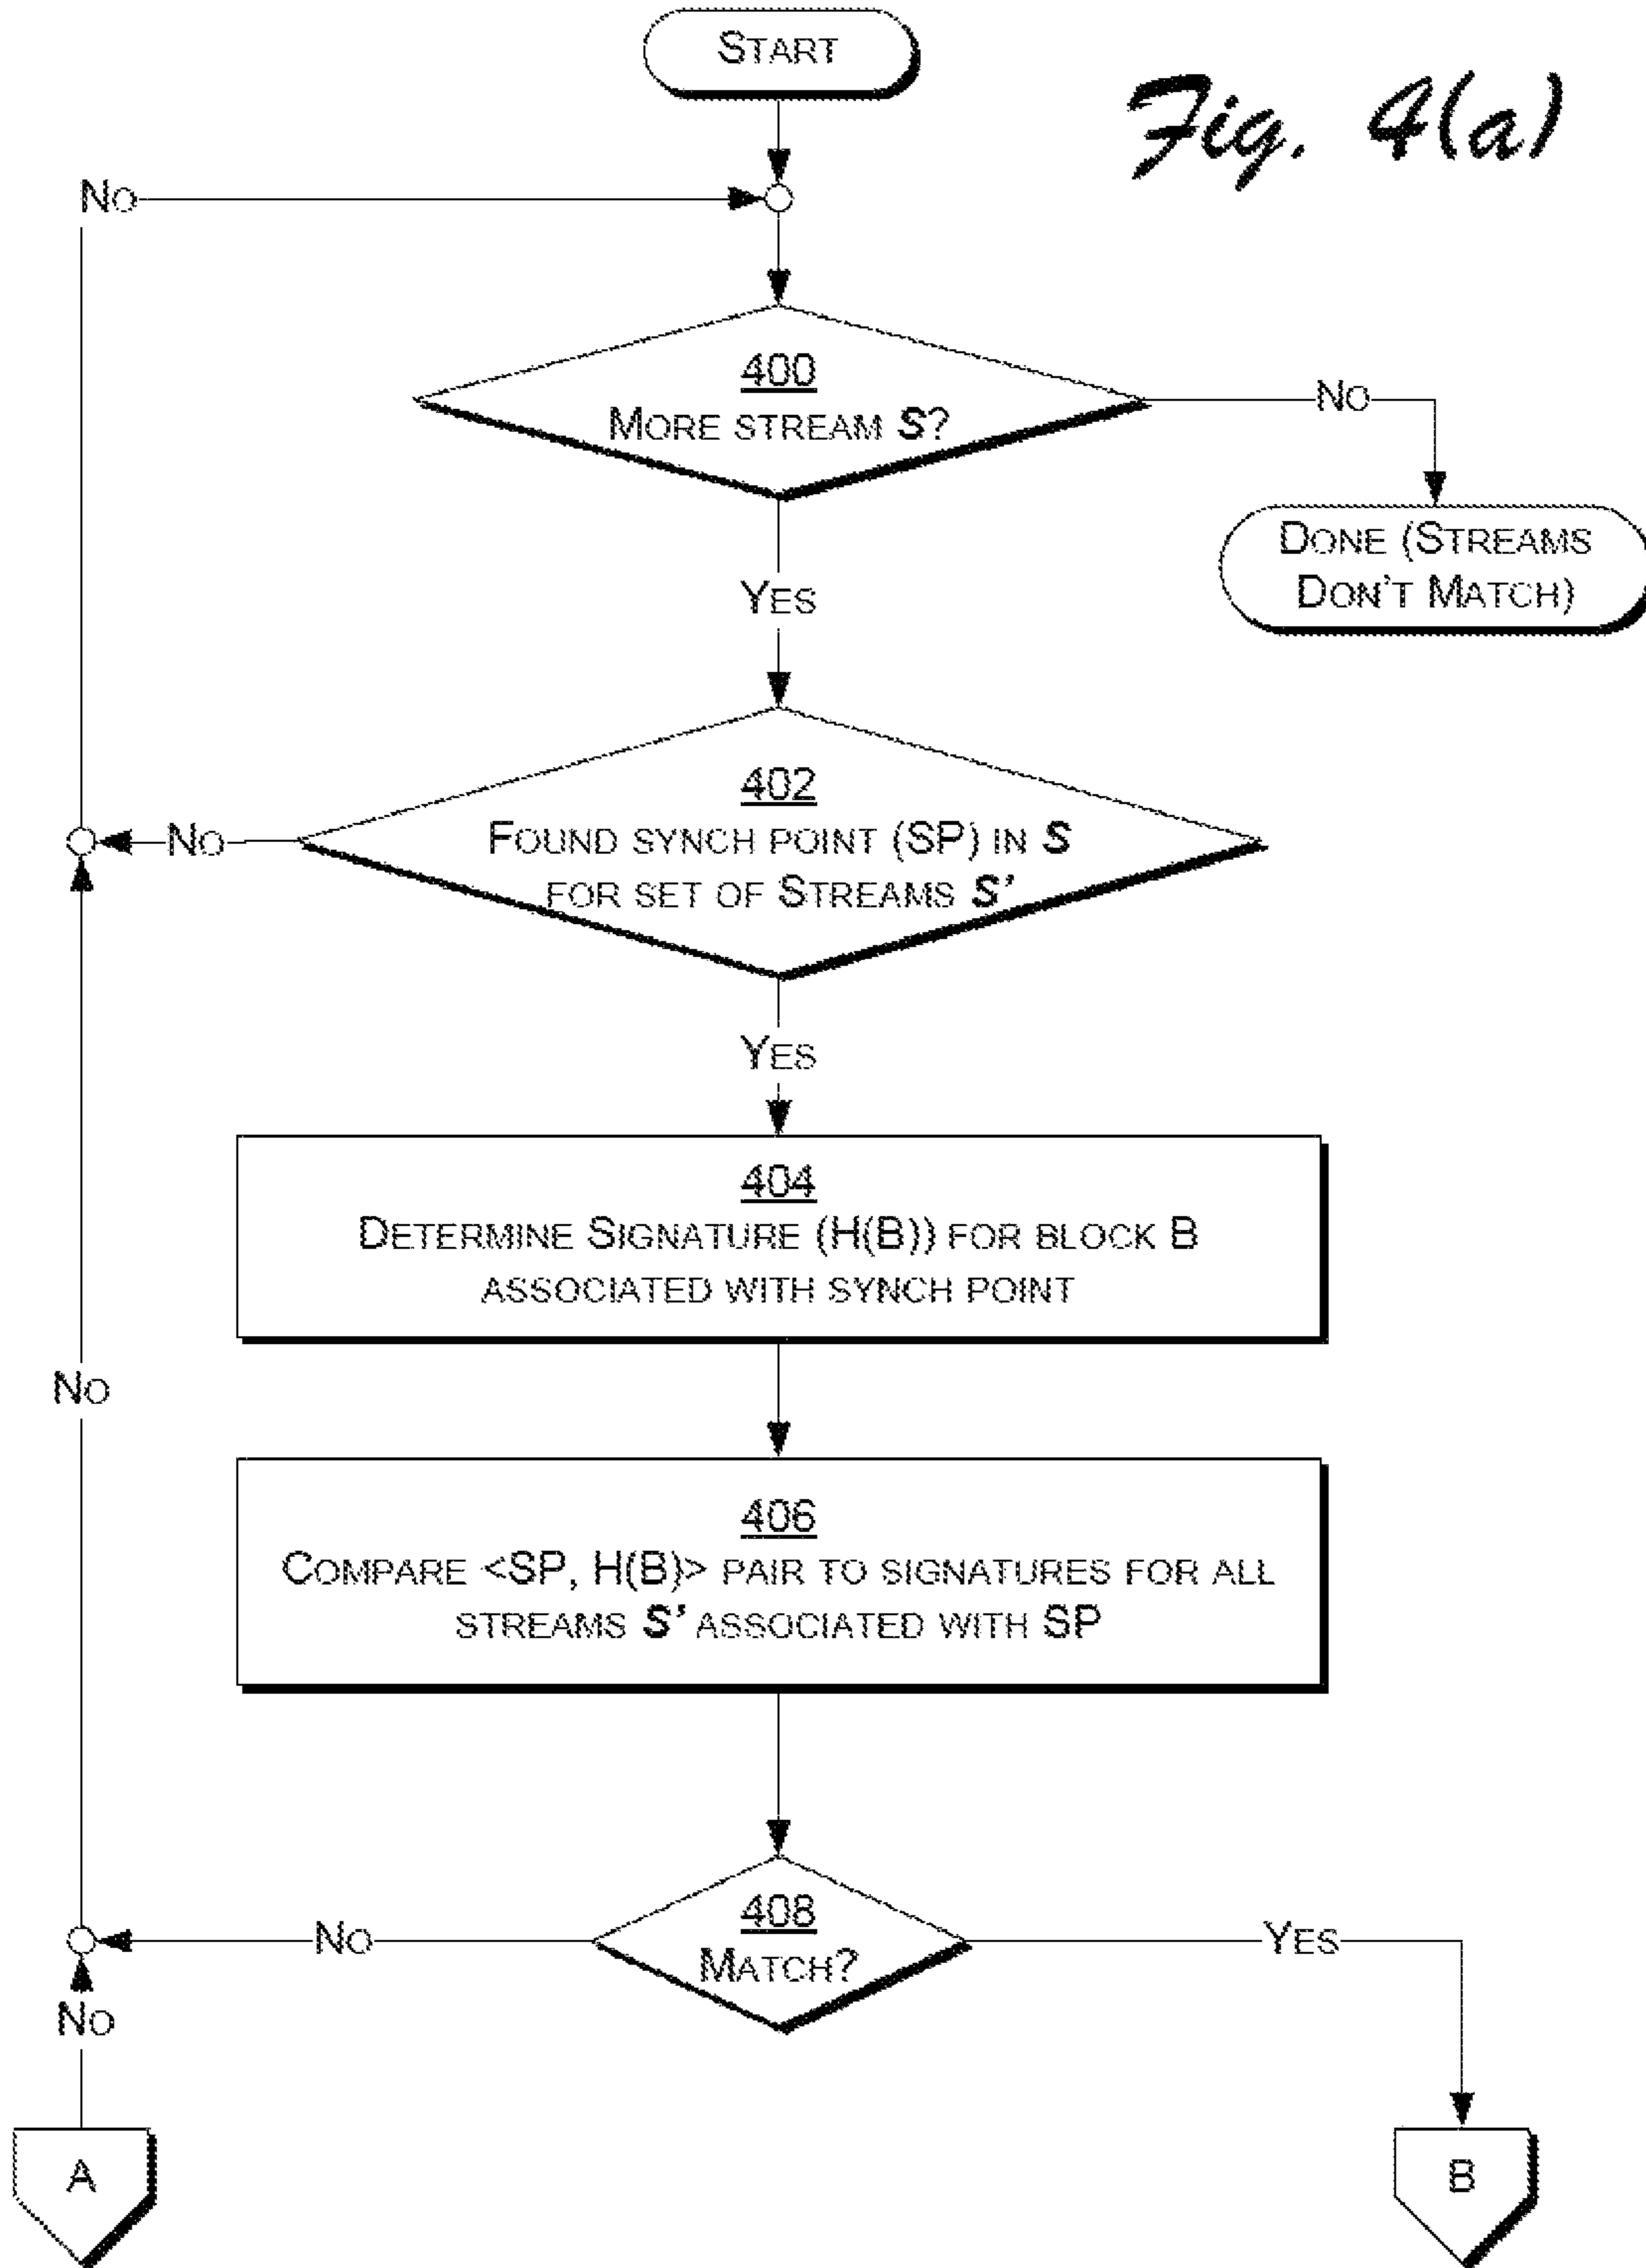 START
Fig. 4(a)
NO
400
MORE STREAM S?
NO
DONE (STREAMS
DON'T MATCH)
YES
402
FOUND SYNCH POINT (SP) IN S
FOR SET OF STREAMS S'
NO
YES
404
DETERMINE SIGNATURE (H(B)) FOR BLOCK B
ASSOCIATED WITH SYNCH POINT
NO
406
COMPARE <SP, H(B)> PAIR TO SIGNATURES FOR ALL
STREAMS S' ASSOCIATED WITH SP
408
MATCH?
NO
YES
NO
A
B